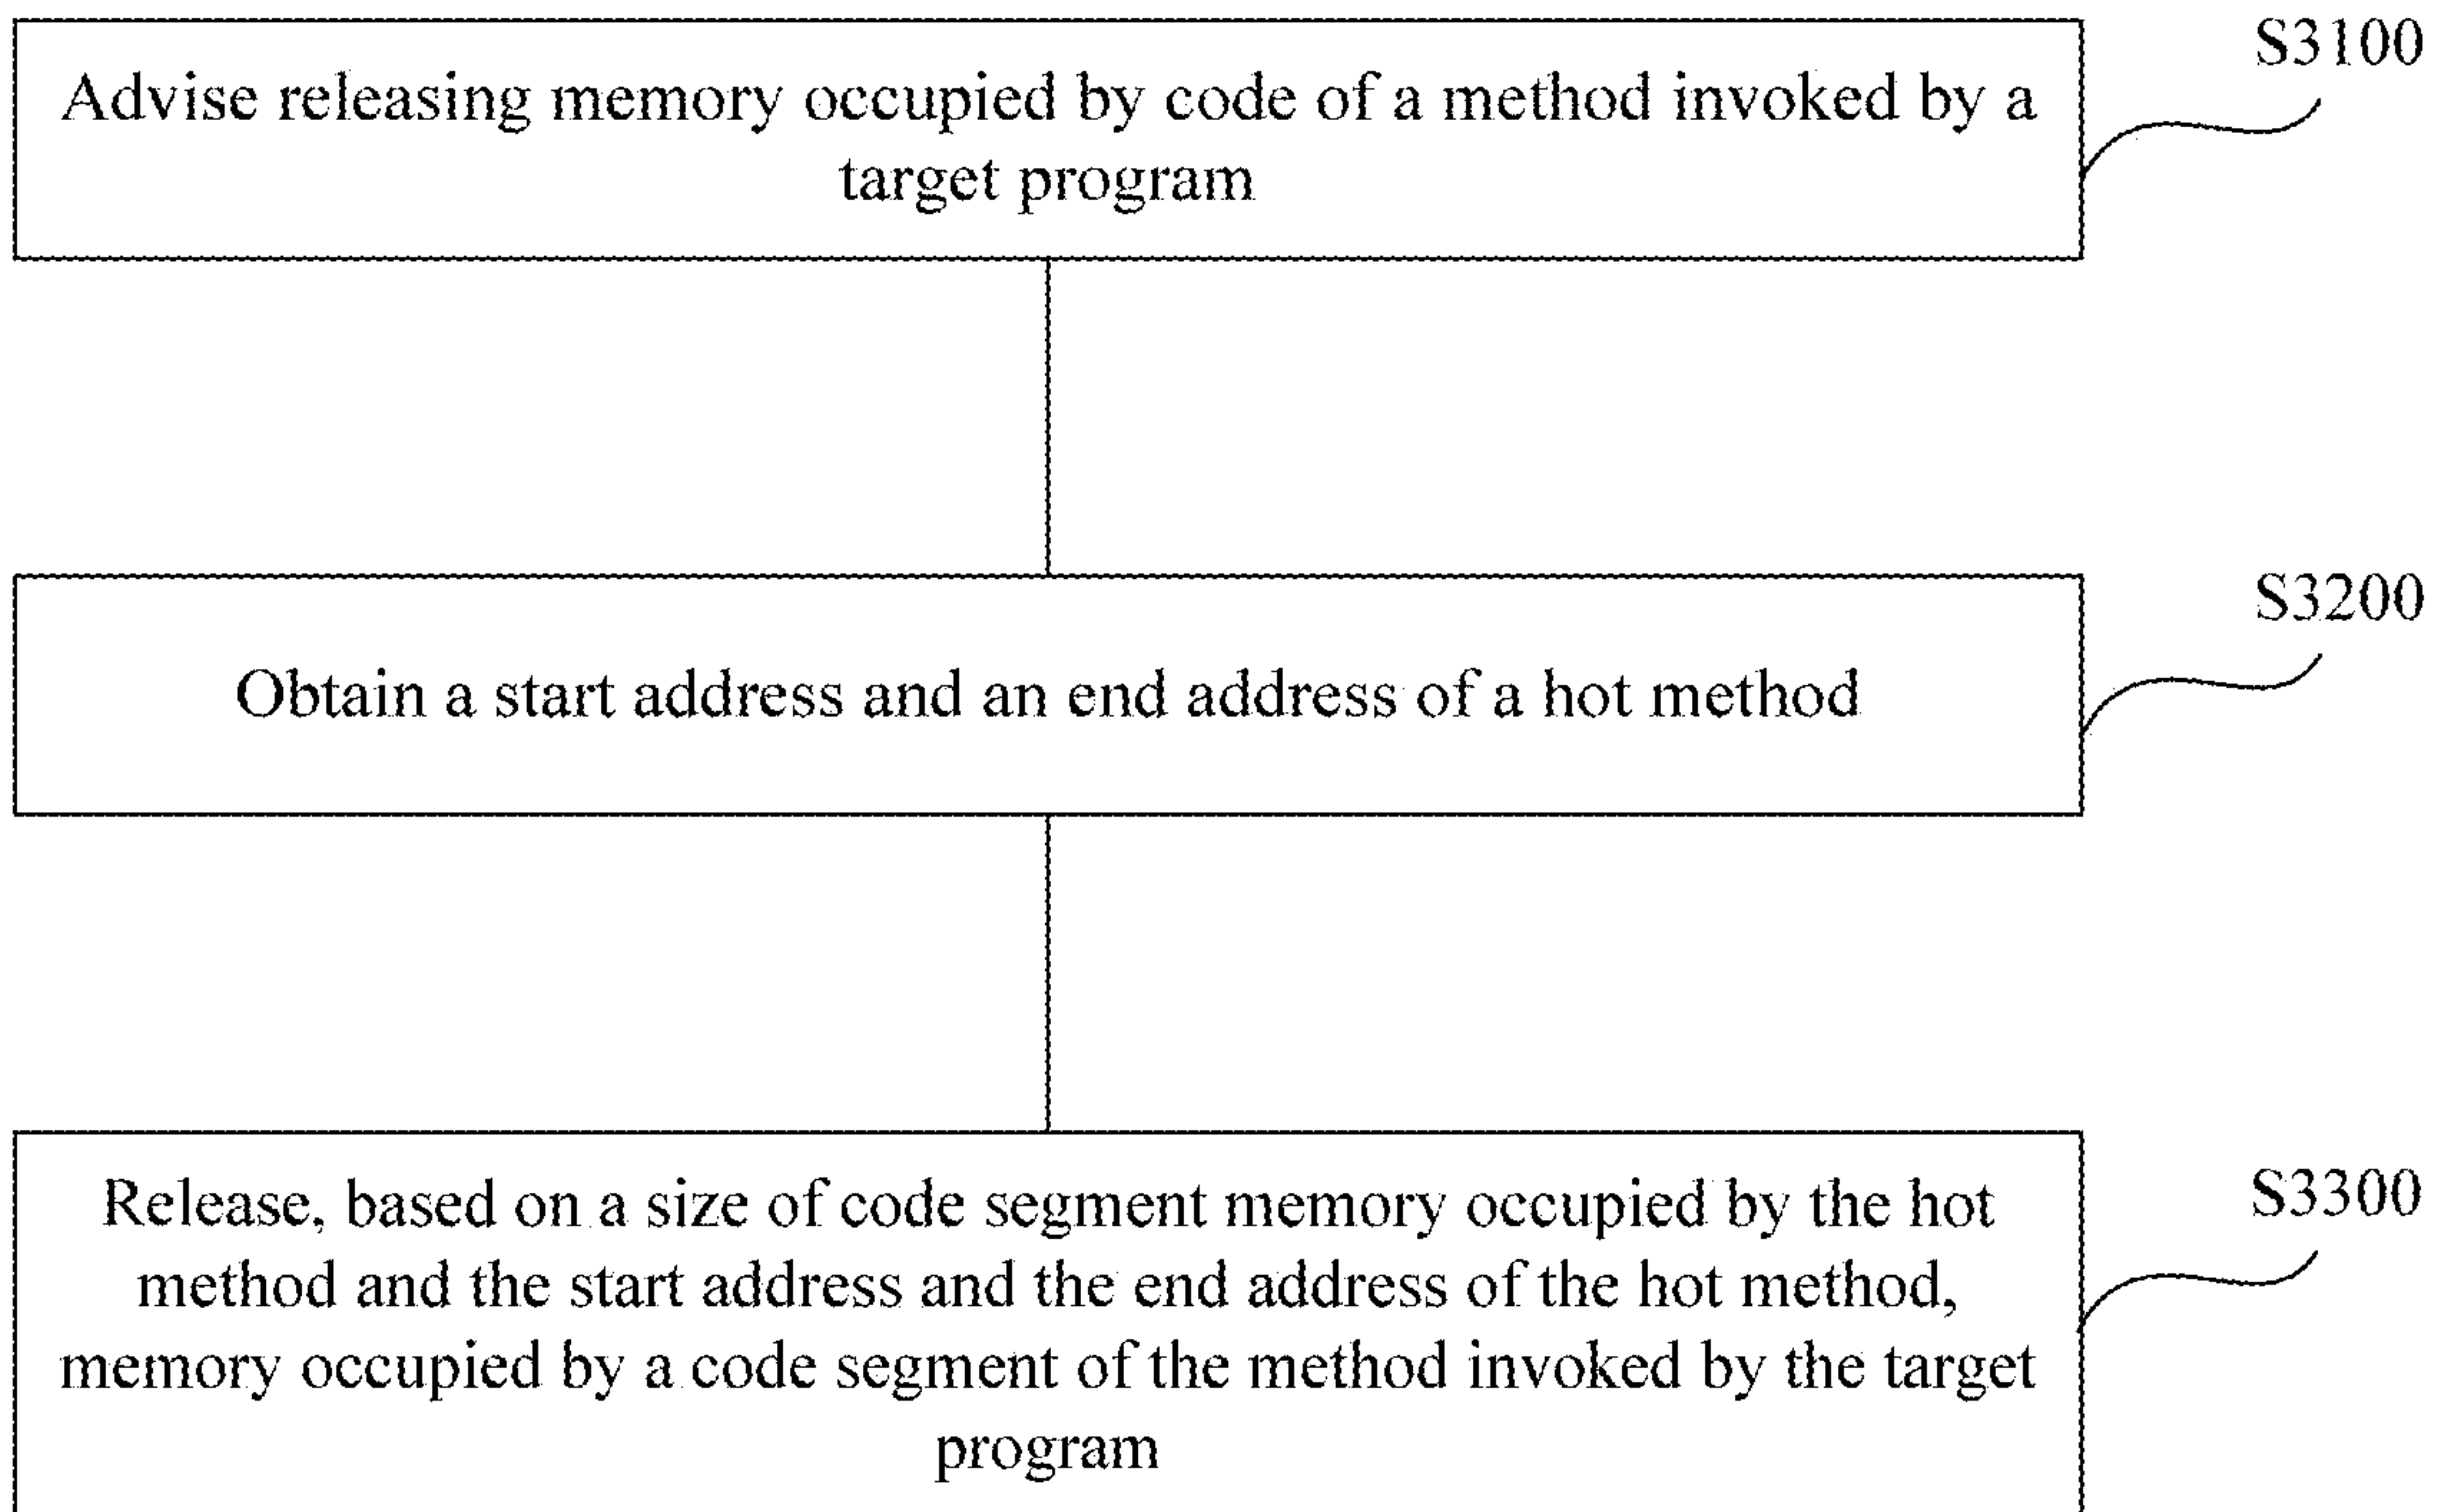 S3100
Advise releasing memory occupied by code of a method invoked by a
target program
S3200
Obtain a start address and an end address of a hot method
S3300
Release, based on a size of code segment memory occupied by the hot
method and the start address and the end address of the hot method,
memory occupied by a code segment of the method invoked by the target
program